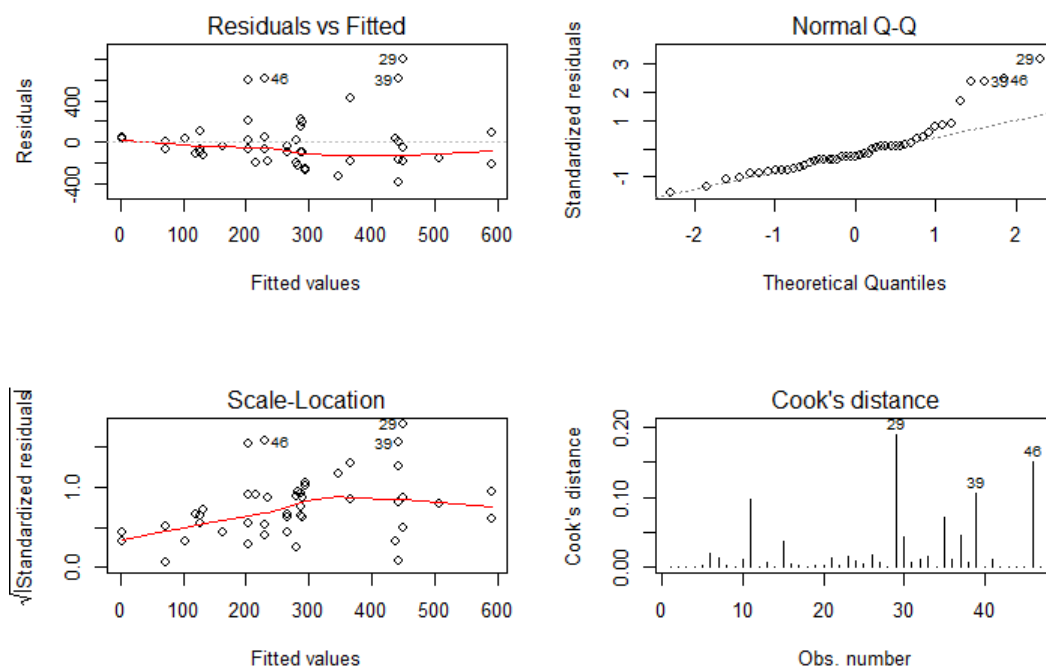 Residuals vs Fitted
Residuals
400
0
-400
46
29
39
0 100 200 300 400 500 600
Fitted values
Normal Q-Q
Standardized residuals
3
2
1
-1
29
39
46
-2 -1 0 1 2
Theoretical Quantiles
Scale-Location
√|Standardized residuals
1.0
0.0
46
29
39
0 100 200 300 400 500 600
Fitted values
Cook's distance
Cook's distance
0.20
0.10
0.00
29
39
46
0 10 20 30 40
Obs. number